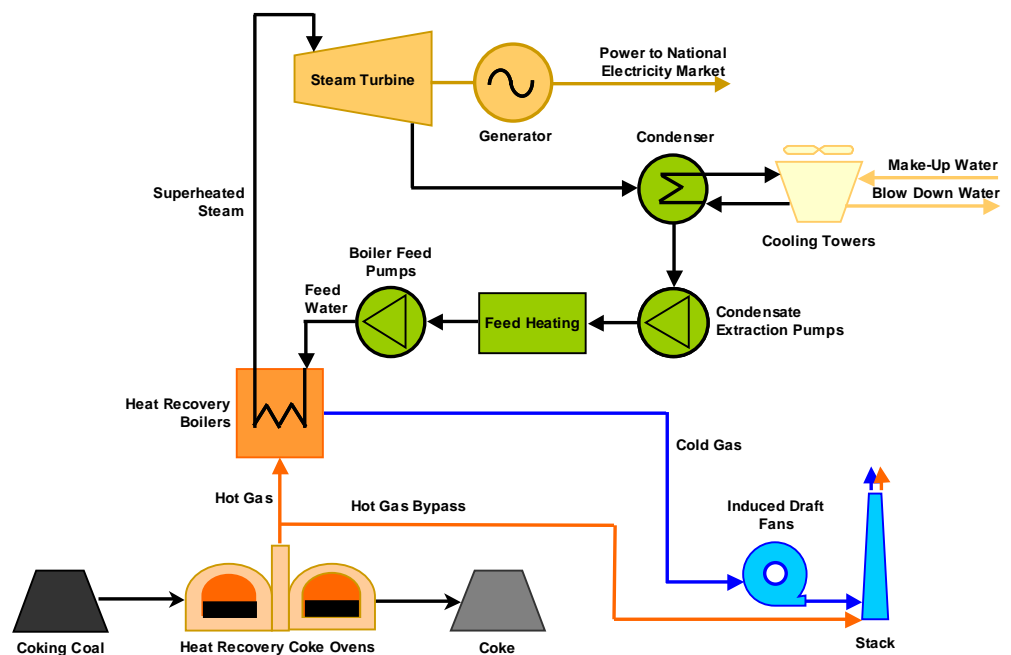 Power to National
Electricity Market
Steam Turbine
Generator
Condenser
Make-Up Water
Blow Down Water
Superheated
Steam
Cooling Towers
Boiler Feed
Pumps
Feed
Water
Feed Heating
Condensate
Extraction Pumps
Heat Recovery
Boilers
Cold Gas
Hot Gas
Hot Gas Bypass
Induced Draft
Fans
Coking Coal
Heat Recovery Coke Ovens
Coke
Stack